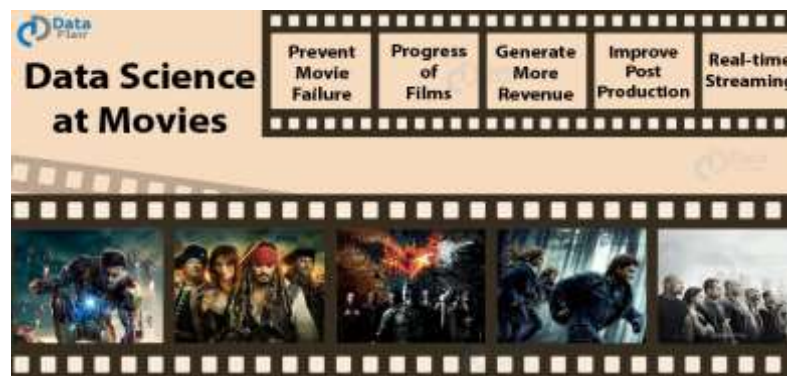 Data
Flair
Data Science
at Movies
Prevent
Movie
Failure
Progress
of
Films
Generate
More
Revenue
Improve
Post
Production
Real-time
Streaming